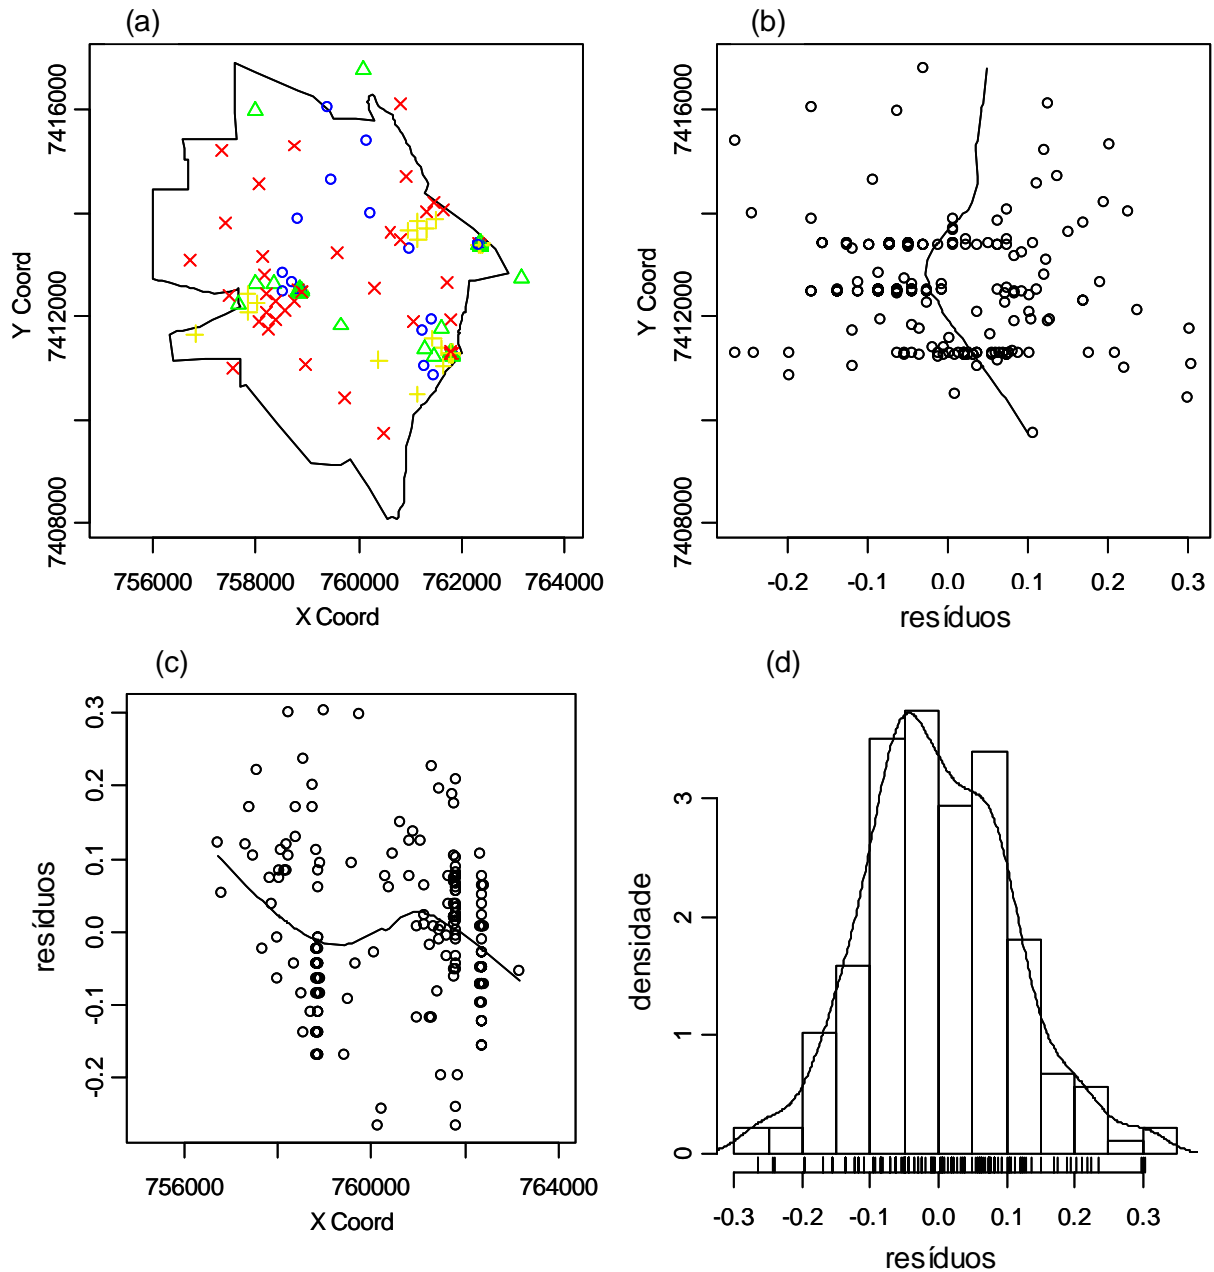 (a)
7416000
7412000
7408000
Y Coord
756000 758000 760000 762000 764000
X Coord
(b)
7416000
7412000
7408000
Y Coord
-0.2 -0.1 0.0 0.1 0.2 0.3
resíduos
(c)
0.3
0.2
0.1
0.0
-0.1
-0.2
resíduos
756000 760000 764000
X Coord
(d)
3
2
1
0
densidade
-0.3 -0.2 -0.1 0.0 0.1 0.2 0.3
resíduos